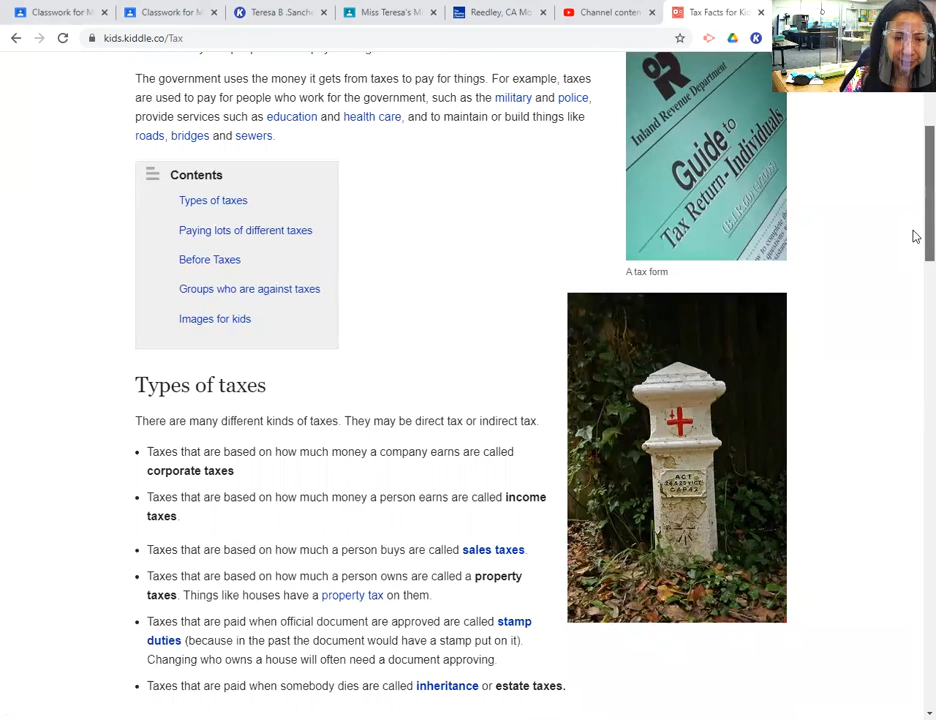 Classwork for M
Classwork for M
Teresa B .Sanch
Miss Teresa's M
Reedley, CA Mo
Channel conten
Tax Facts for Ki
kids.kiddle.co/Tax
The government uses the money it gets from taxes to pay for things. For example, taxes
are used to pay for people who work for the government, such as the military and police,
provide services such as education and health care, and to maintain or build things like
roads, bridges and sewers.
Contents
Types of taxes
Paying lots of different taxes
Before Taxes
Groups who are against taxes
Images for kids
Inland Revenue Department
Guide to
Tax Return - Individuals
A tax form
Types of taxes
There are many different kinds of taxes. They may be direct tax or indirect tax.
Taxes that are based on how much money a company earns are called
corporate taxes
Taxes that are based on how much money a person earns are called income
taxes.
Taxes that are based on how much a person buys are called sales taxes.
Taxes that are based on how much a person owns are called a property
taxes. Things like houses have a property tax on them.
Taxes that are paid when official document are approved are called stamp
duties (because in the past the document would have a stamp put on it).
Changing who owns a house will often need a document approving.
Taxes that are paid when somebody dies are called inheritance or estate taxes.
ACT